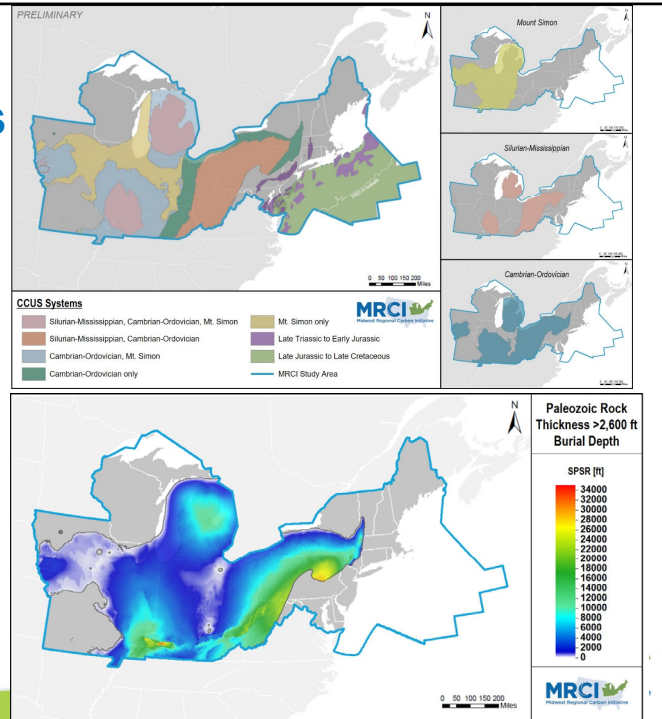 PRELIMINARY
N
0 50 100 150 200
Miles
CCUS Systems
Silurian-Mississippian, Cambrian-Ordovician, Mt. Simon
Silurian-Mississippian, Cambrian-Ordovician
Cambrian-Ordovician, Mt. Simon
Cambrian-Ordovician only
Mt. Simon only
Late Triassic to Early Jurassic
Late Jurassic to Late Cretaceous
MRCI Study Area
MRCI
Midwest Regional Carbon Initiative
Mount Simon
N
Silurian-Mississippian
N
Cambrian-Ordovician
N
N
0 50 100 150 200
Miles
Paleozoic Rock
Thickness >2,600 ft
Burial Depth
SPSR [ft]
34000
32000
30000
28000
26000
24000
22000
20000
18000
16000
14000
12000
10000
8000
6000
4000
2000
0
MRCI
Midwest Regional Carbon Initiative